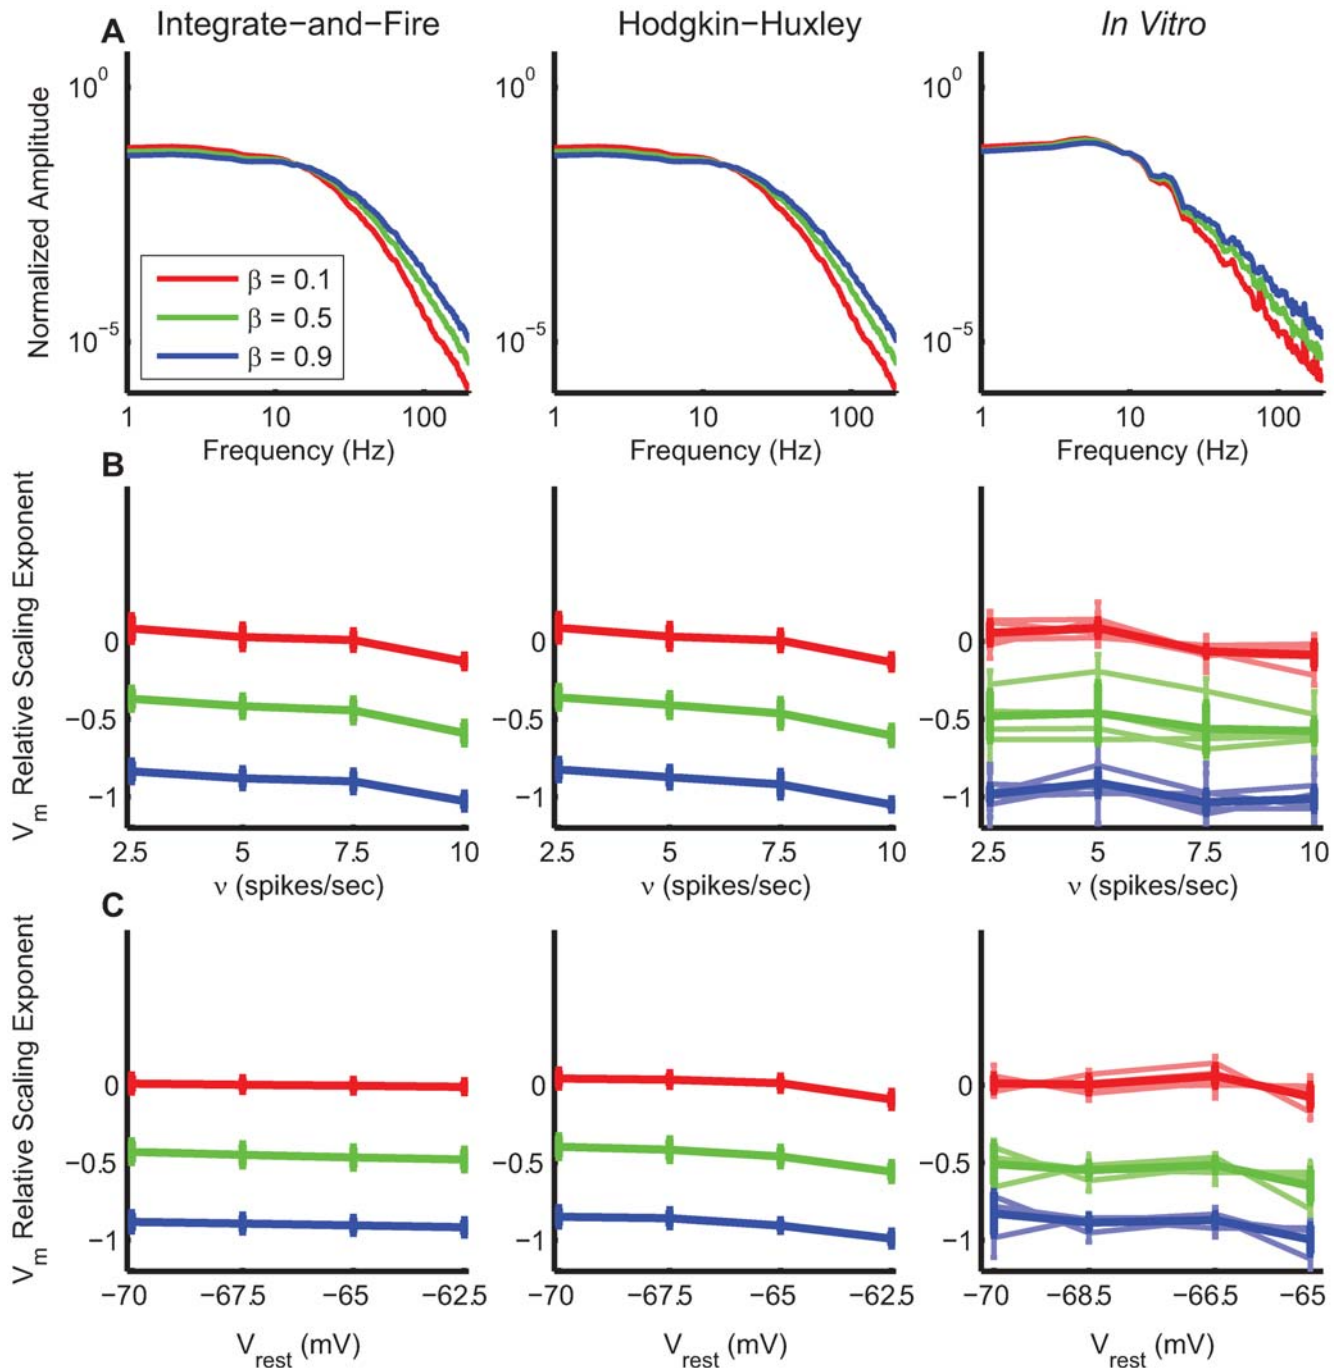 A
Integrate−and−Fire
Hodgkin−Huxley
In Vitro
Normalized Amplitude
10^0
10^−5
10^0
10^−5
10^0
10^−5
β = 0.1
β = 0.5
β = 0.9
1 10 100
1 10 100
1 10 100
Frequency (Hz)
Frequency (Hz)
Frequency (Hz)
B
V_m Relative Scaling Exponent
0
−0.5
−1
0
−0.5
−1
0
−0.5
−1
2.5 5 7.5 10
2.5 5 7.5 10
2.5 5 7.5 10
ν (spikes/sec)
ν (spikes/sec)
ν (spikes/sec)
C
V_m Relative Scaling Exponent
0
−0.5
−1
0
−0.5
−1
0
−0.5
−1
−70 −67.5 −65 −62.5
−70 −67.5 −65 −62.5
−70 −68.5 −66.5 −65
V_rest (mV)
V_rest (mV)
V_rest (mV)